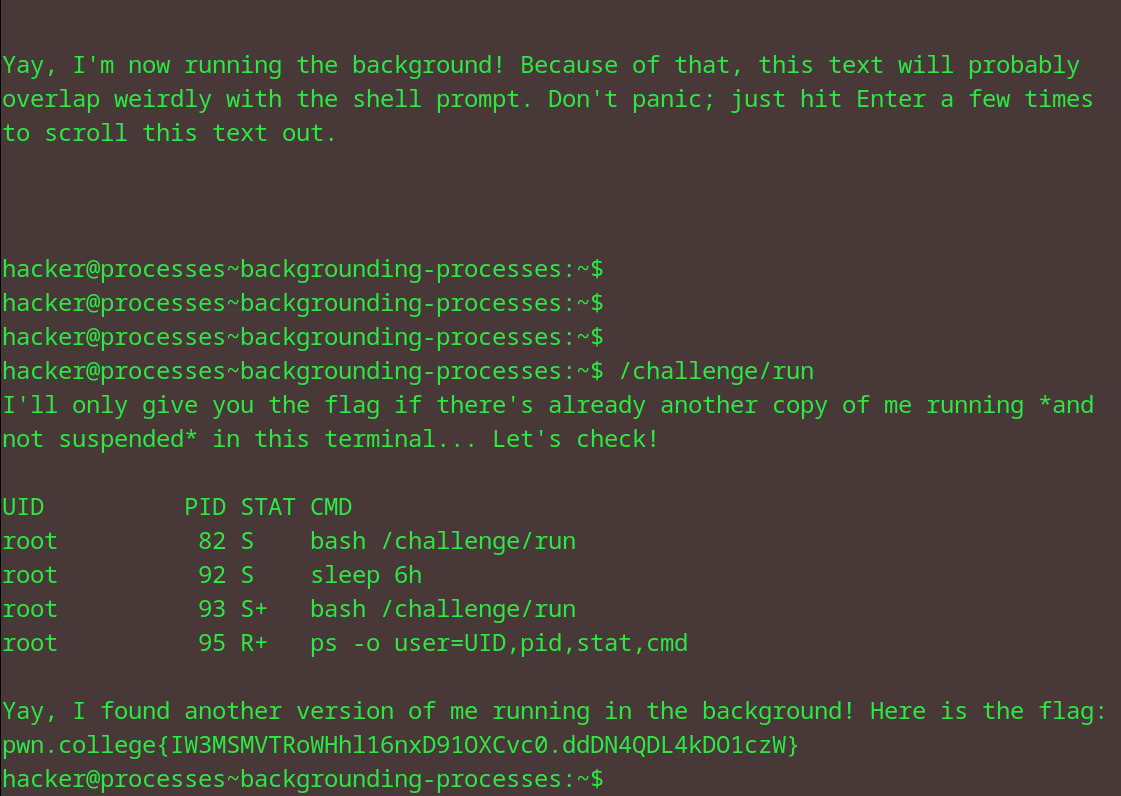 Yay, I'm now running the background! Because of that, this text will probably
overlap weirdly with the shell prompt. Don't panic; just hit Enter a few times
to scroll this text out.
hacker@processes~backgrounding-processes:~$
hacker@processes~backgrounding-processes:~$
hacker@processes~backgrounding-processes:~$
hacker@processes~backgrounding-processes:~$ /challenge/run
I'll only give you the flag if there's already another copy of me running *and
not suspended* in this terminal... Let's check!
UID          PID STAT CMD
root          82 S    bash /challenge/run
root          92 S    sleep 6h
root          93 S+   bash /challenge/run
root          95 R+   ps -o user=UID,pid,stat,cmd
Yay, I found another version of me running in the background! Here is the flag:
pwn.college{IW3MSMVTRoWHhl16nxD91OXCvc0.ddDN4QDL4kDO1czW}
hacker@processes~backgrounding-processes:~$